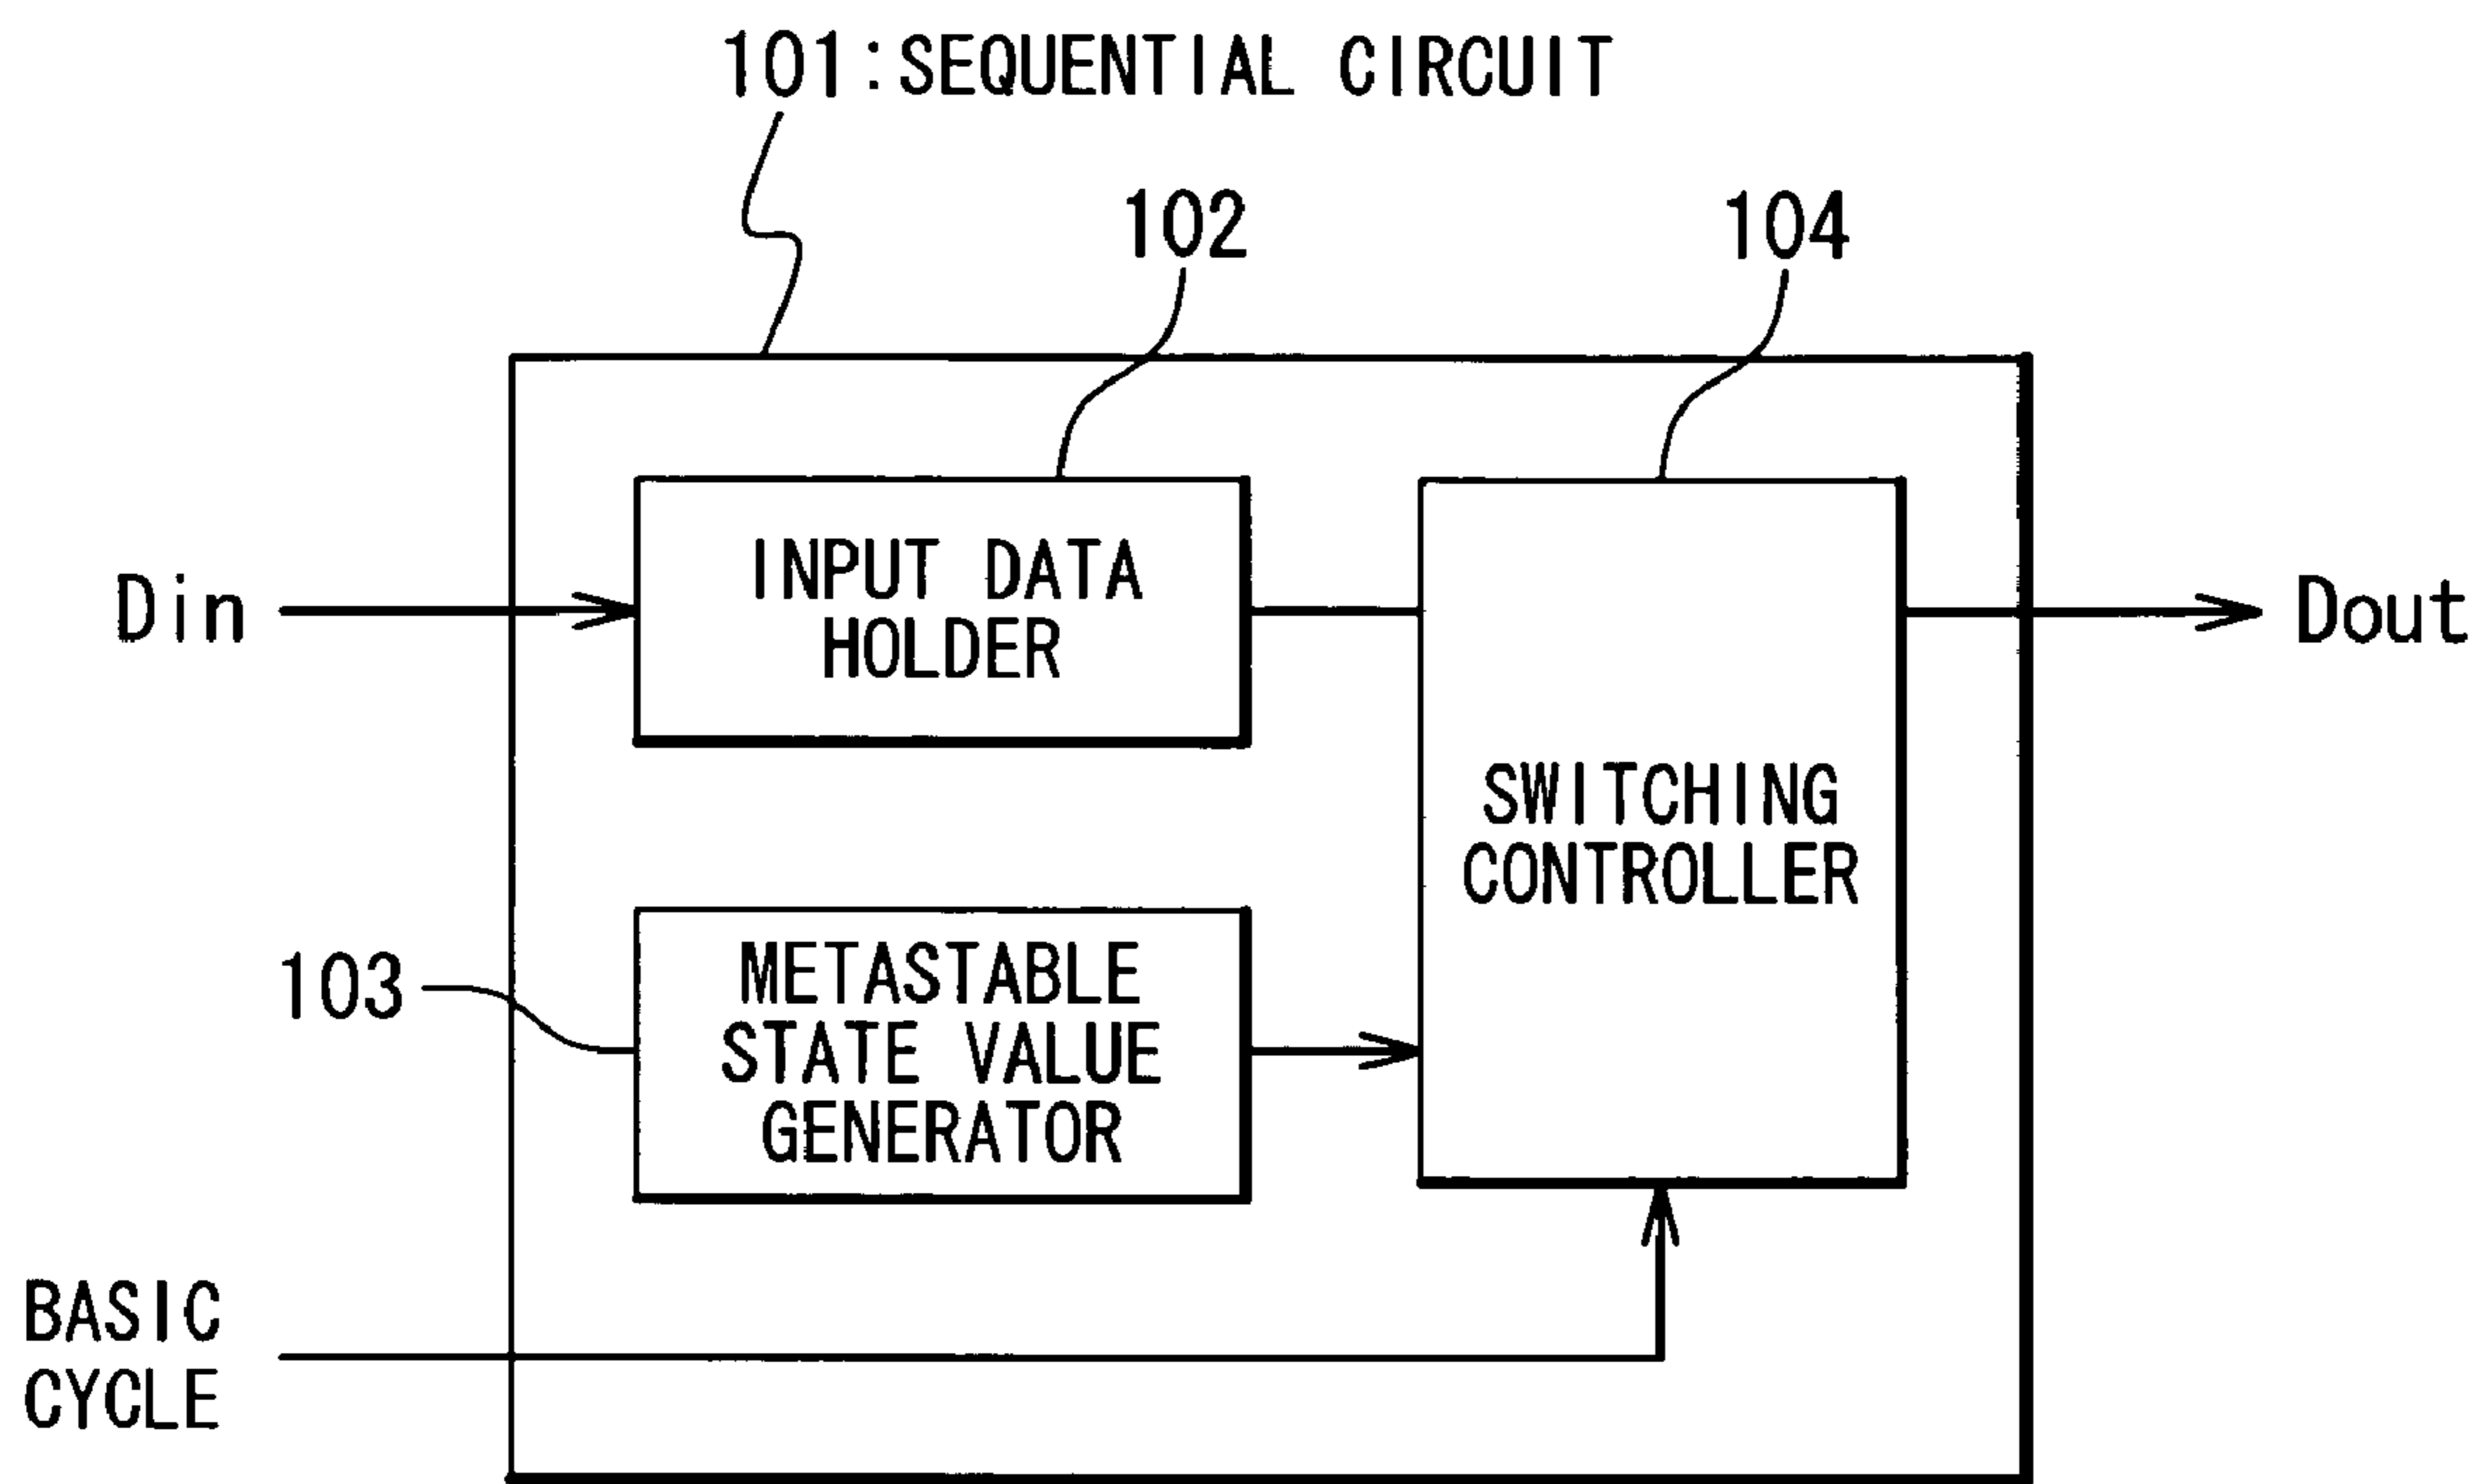 101:SEQUENTIAL CIRCUIT
102
104
Din
INPUT DATA
HOLDER
Dout
SWITCHING
CONTROLLER
103
METASTABLE
STATE VALUE
GENERATOR
BASIC
CYCLE